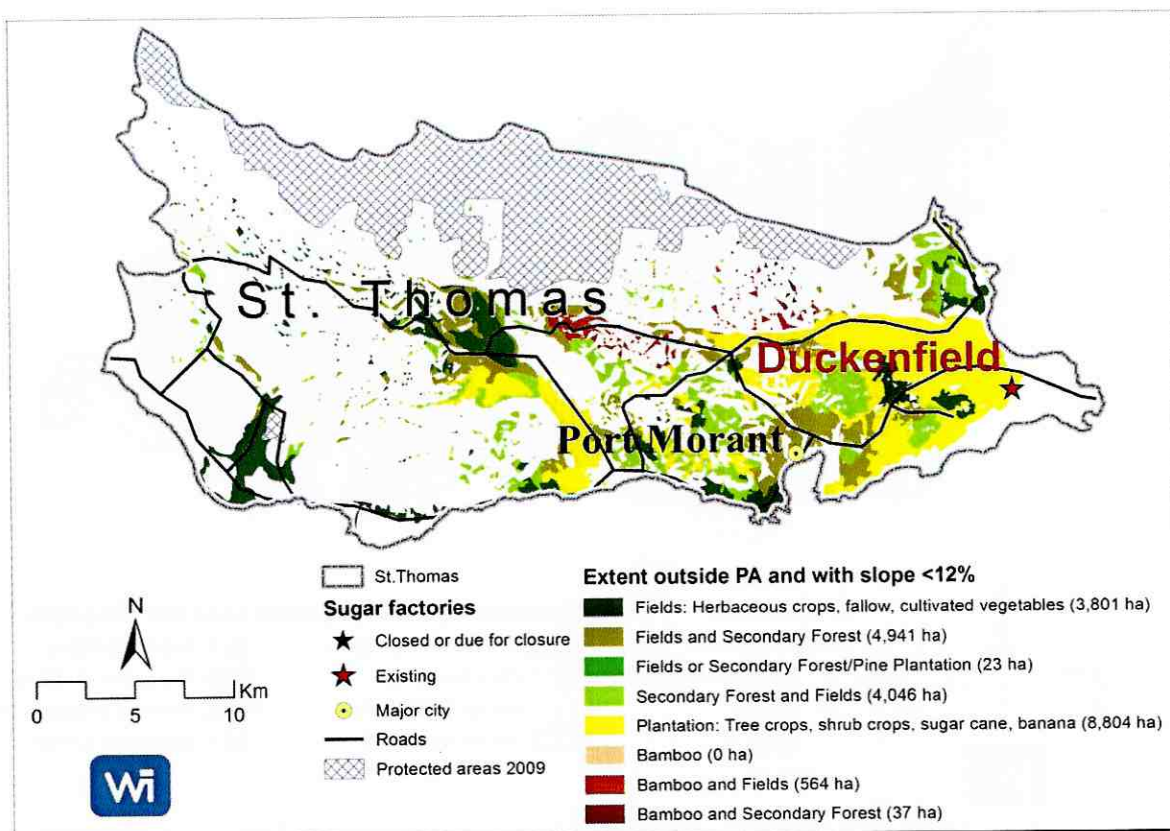 St. Thomas
Duckenfield
Port Morant
N
Km
0 5 10
Wi
St.Thomas
Sugar factories
Closed or due for closure
Existing
Major city
Roads
Protected areas 2009
Extent outside PA and with slope <12%
Fields: Herbaceous crops, fallow, cultivated vegetables (3,801 ha)
Fields and Secondary Forest (4,941 ha)
Fields or Secondary Forest/Pine Plantation (23 ha)
Secondary Forest and Fields (4,046 ha)
Plantation: Tree crops, shrub crops, sugar cane, banana (8,804 ha)
Bamboo (0 ha)
Bamboo and Fields (564 ha)
Bamboo and Secondary Forest (37 ha)